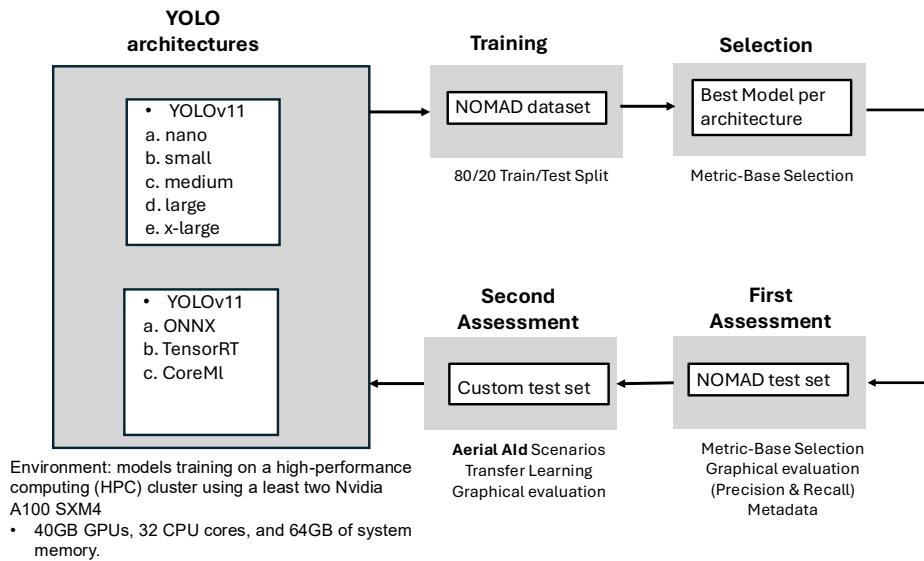 YOLO
architectures
• YOLOv11
a. nano
b. small
c. medium
d. large
e. x-large
• YOLOv11
a. ONNX
b. TensorRT
c. CoreMl
Environment: models training on a high-performance
computing (HPC) cluster using a least two Nvidia
A100 SXM4
• 40GB GPUs, 32 CPU cores, and 64GB of system
memory.
Training
NOMAD dataset
80/20 Train/Test Split
Selection
Best Model per
architecture
Metric-Base Selection
First
Assessment
NOMAD test set
Metric-Base Selection
Graphical evaluation
(Precision & Recall)
Metadata
Second
Assessment
Custom test set
Aerial AId Scenarios
Transfer Learning
Graphical evaluation